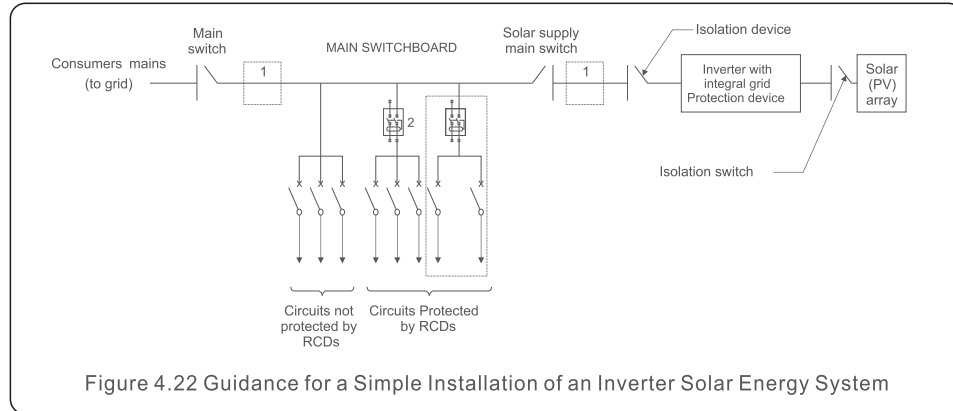 Main
switch
MAIN SWITCHBOARD
Solar supply
main switch
Isolation device
Consumers mains
(to grid)
1
1
Inverter with
integral grid
Protection device
Solar
(PV)
array
2
Isolation switch
Circuits not
protected by
RCDs
Circuits Protected
by RCDs
Figure 4.22 Guidance for a Simple Installation of an Inverter Solar Energy System